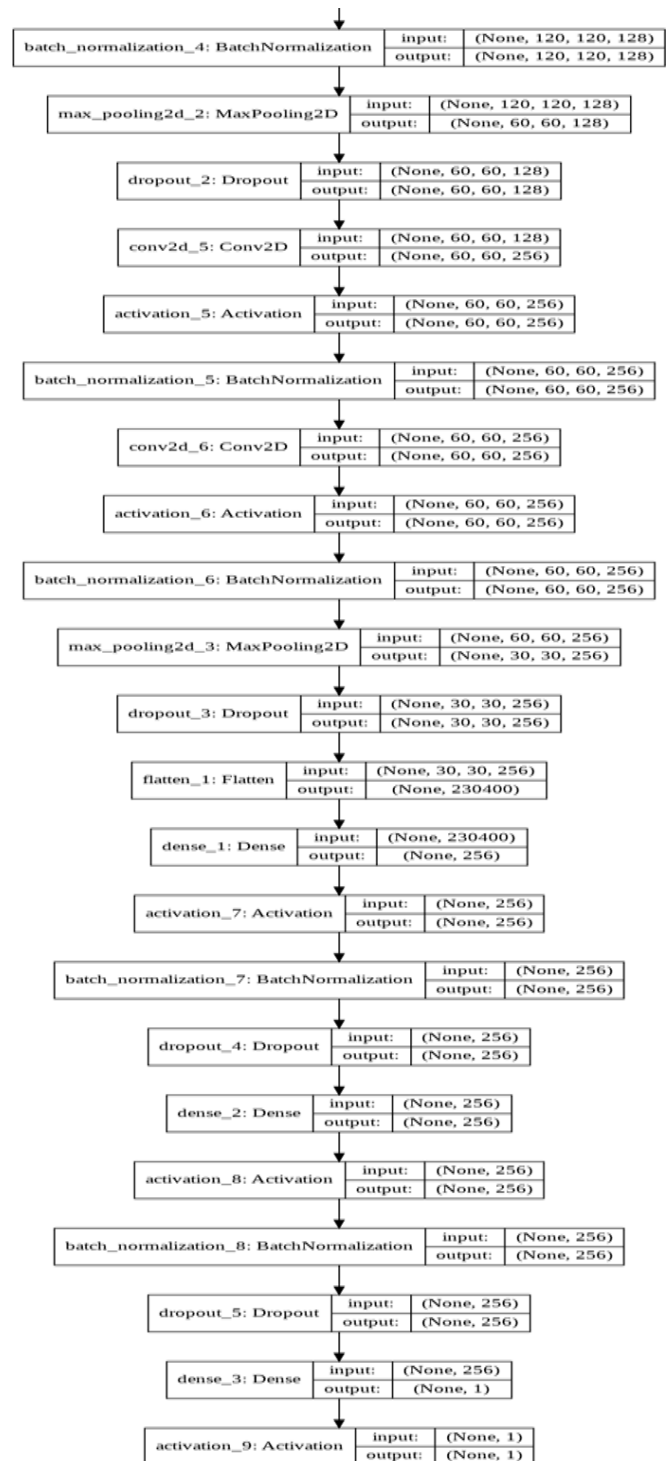 batch_normalization_4: BatchNormalization input: (None, 120, 120, 128)
output: (None, 120, 120, 128)
max_pooling2d_2: MaxPooling2D input: (None, 120, 120, 128)
output: (None, 60, 60, 128)
dropout_2: Dropout input: (None, 60, 60, 128)
output: (None, 60, 60, 128)
conv2d_5: Conv2D input: (None, 60, 60, 128)
output: (None, 60, 60, 256)
activation_5: Activation input: (None, 60, 60, 256)
output: (None, 60, 60, 256)
batch_normalization_5: BatchNormalization input: (None, 60, 60, 256)
output: (None, 60, 60, 256)
conv2d_6: Conv2D input: (None, 60, 60, 256)
output: (None, 60, 60, 256)
activation_6: Activation input: (None, 60, 60, 256)
output: (None, 60, 60, 256)
batch_normalization_6: BatchNormalization input: (None, 60, 60, 256)
output: (None, 60, 60, 256)
max_pooling2d_3: MaxPooling2D input: (None, 60, 60, 256)
output: (None, 30, 30, 256)
dropout_3: Dropout input: (None, 30, 30, 256)
output: (None, 30, 30, 256)
flatten_1: Flatten input: (None, 30, 30, 256)
output: (None, 230400)
dense_1: Dense input: (None, 230400)
output: (None, 256)
activation_7: Activation input: (None, 256)
output: (None, 256)
batch_normalization_7: BatchNormalization input: (None, 256)
output: (None, 256)
dropout_4: Dropout input: (None, 256)
output: (None, 256)
dense_2: Dense input: (None, 256)
output: (None, 256)
activation_8: Activation input: (None, 256)
output: (None, 256)
batch_normalization_8: BatchNormalization input: (None, 256)
output: (None, 256)
dropout_5: Dropout input: (None, 256)
output: (None, 256)
dense_3: Dense input: (None, 256)
output: (None, 1)
activation_9: Activation input: (None, 1)
output: (None, 1)